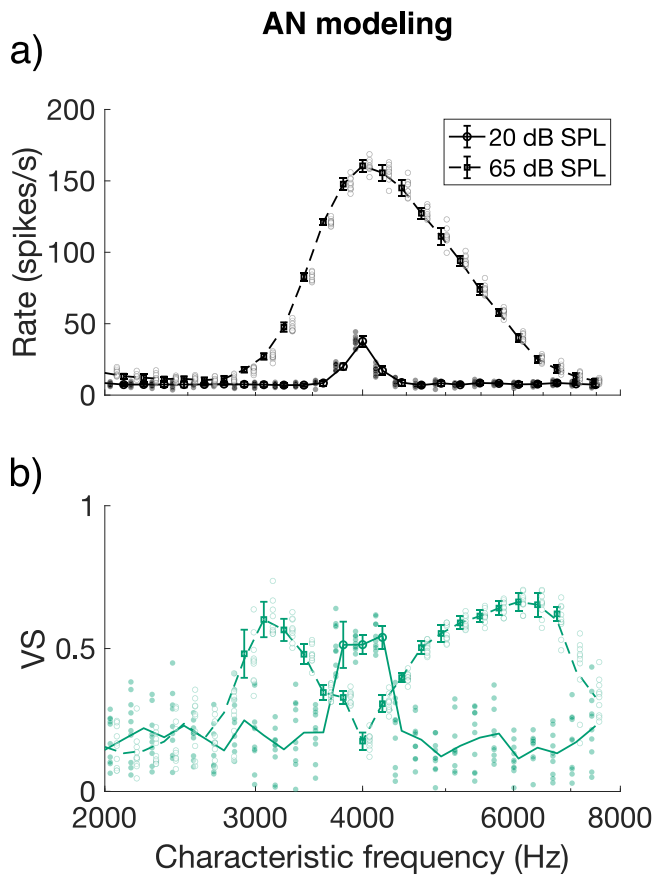 AN modeling
a)
200
150
100
50
0
Rate (spikes/s)
20 dB SPL
65 dB SPL
b)
1
0.5
0
VS
2000 3000 4000 6000 8000
Characteristic frequency (Hz)